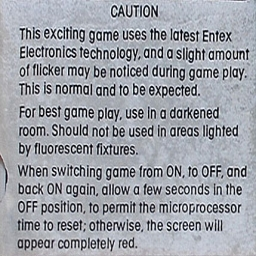 CAUTION
This exciting game uses the latest Entex
Electronics technology, and a slight amount
of flicker may be noticed during game play.
This is normal and to be expected.
For best game play, use in a darkened
room. Should not be used in areas lighted
by fluorescent fixtures.
When switching game from ON, to OFF, and
back ON again, allow a few seconds in the
OFF position, to permit the microprocessor
time to reset; otherwise, the screen will
appear completely red.